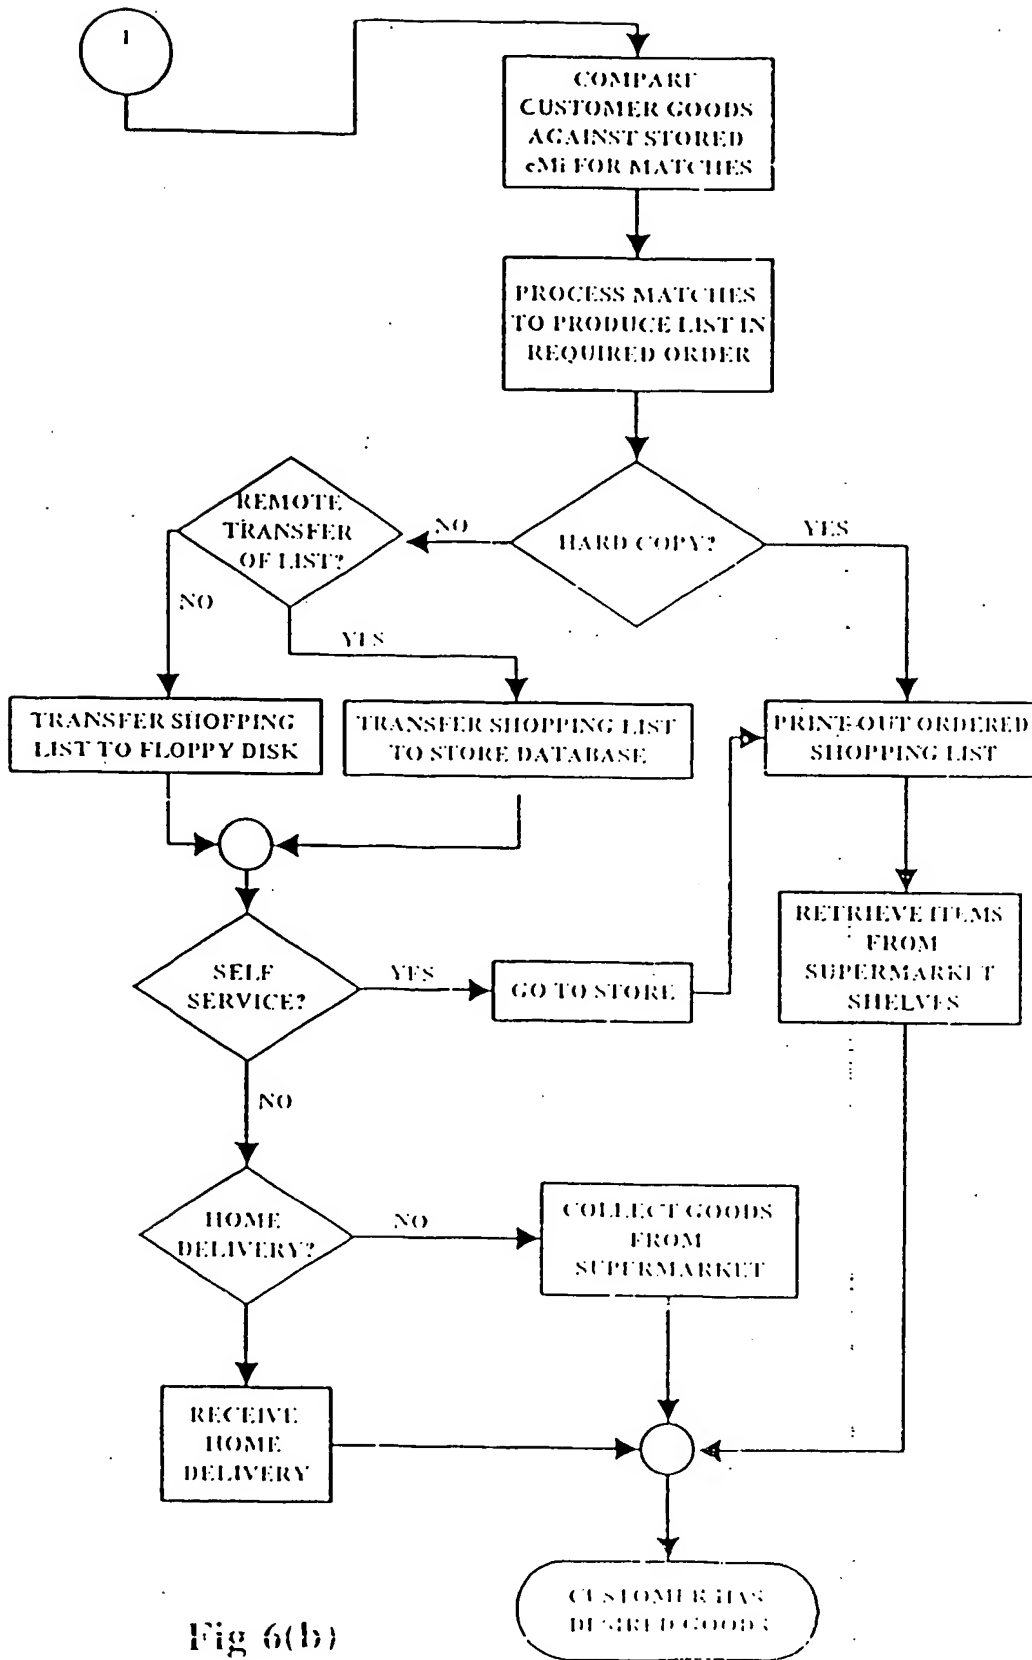 1
COMPARE
CUSTOMER GOODS
AGAINST STORED
eMi FOR MATCHES
PROCESS MATCHES
TO PRODUCE LIST IN
REQUIRED ORDER
HARD COPY?
NO
YES
REMOTE
TRANSFER
OF LIST?
NO
YES
TRANSFER SHOPPING
LIST TO FLOPPY DISK
TRANSFER SHOPPING LIST
TO STORE DATABASE
PRINT-OUT ORDERED
SHOPPING LIST
SELF
SERVICE?
YES
GO TO STORE
RETRIEVE ITEMS
FROM
SUPERMARKET
SHELVES
NO
HOME
DELIVERY?
NO
COLLECT GOODS
FROM
SUPERMARKET
RECEIVE
HOME
DELIVERY
CUSTOMER HAS
DESIRED GOODS
Fig 6(b)